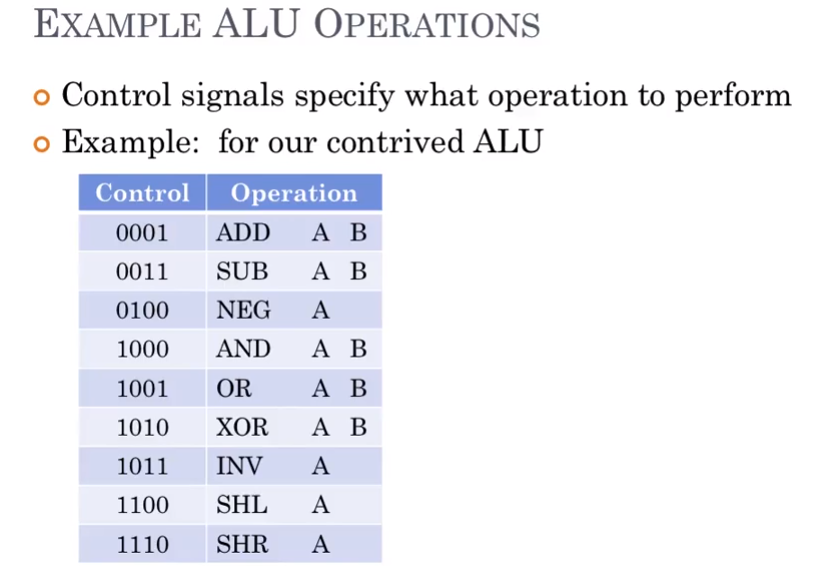 EXAMPLE ALU OPERATIONS
Control signals specify what operation to perform
Example: for our contrived ALU
Control Operation
0001 ADD A B
0011 SUB A B
0100 NEG A
1000 AND A B
1001 OR A B
1010 XOR A B
1011 INV A
1100 SHL A
1110 SHR A